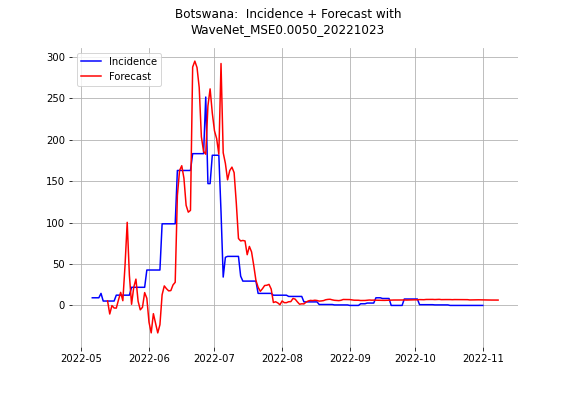 Botswana:  Incidence + Forecast with
WaveNet_MSE0.0050_20221023
Incidence
Forecast
300
250
200
150
100
50
0
2022-05 2022-06 2022-07 2022-08 2022-09 2022-10 2022-11